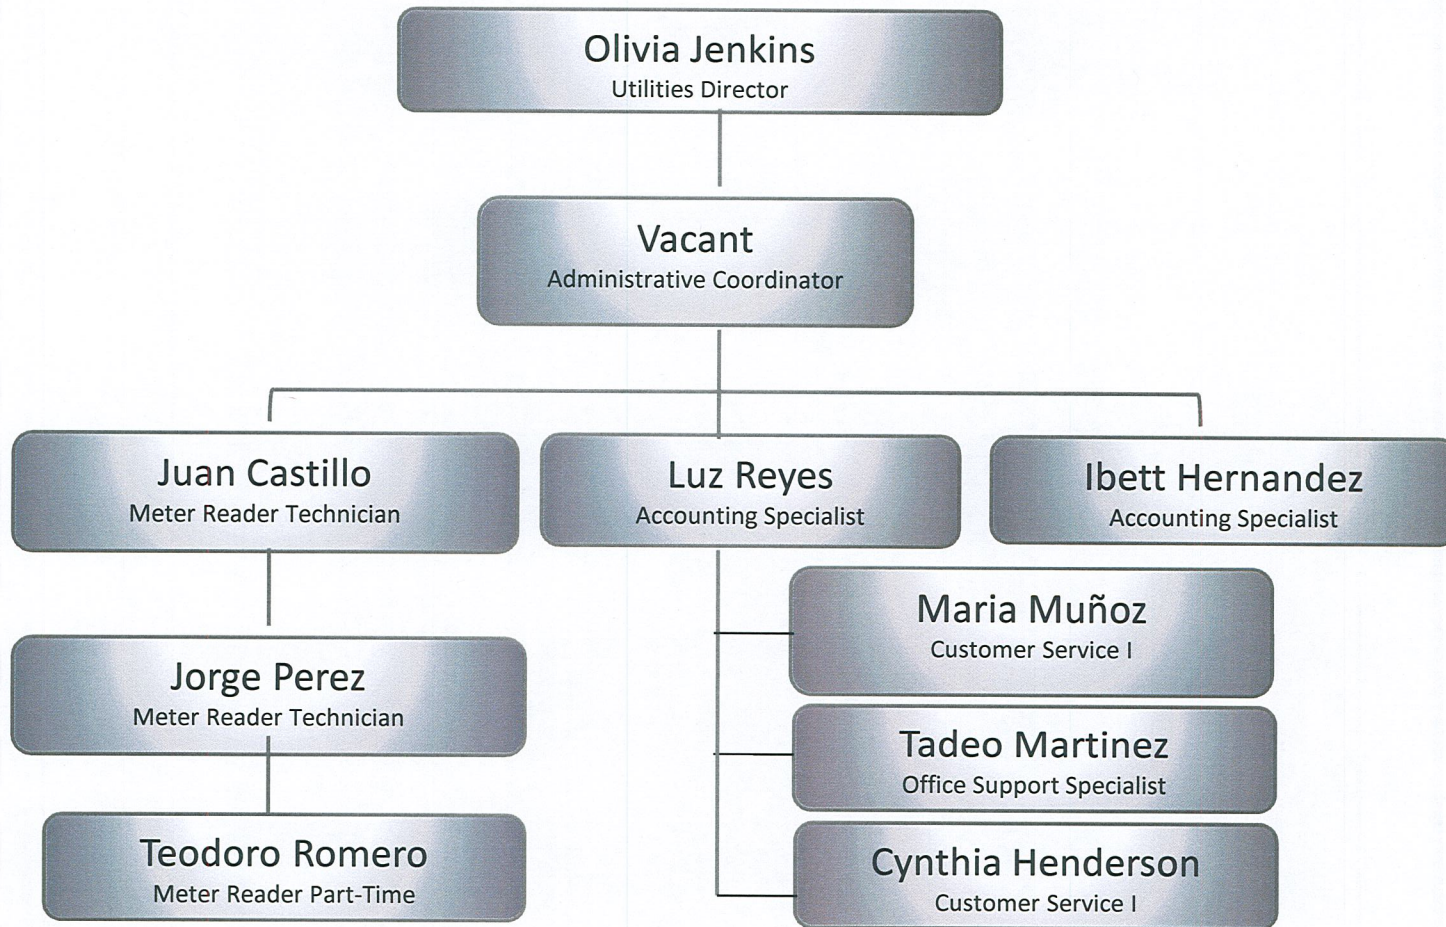 Olivia Jenkins
Utilities Director
Vacant
Administrative Coordinator
Juan Castillo
Meter Reader Technician
Luz Reyes
Accounting Specialist
Ibett Hernandez
Accounting Specialist
Jorge Perez
Meter Reader Technician
Teodoro Romero
Meter Reader Part-Time
Maria Muñoz
Customer Service I
Tadeo Martinez
Office Support Specialist
Cynthia Henderson
Customer Service I